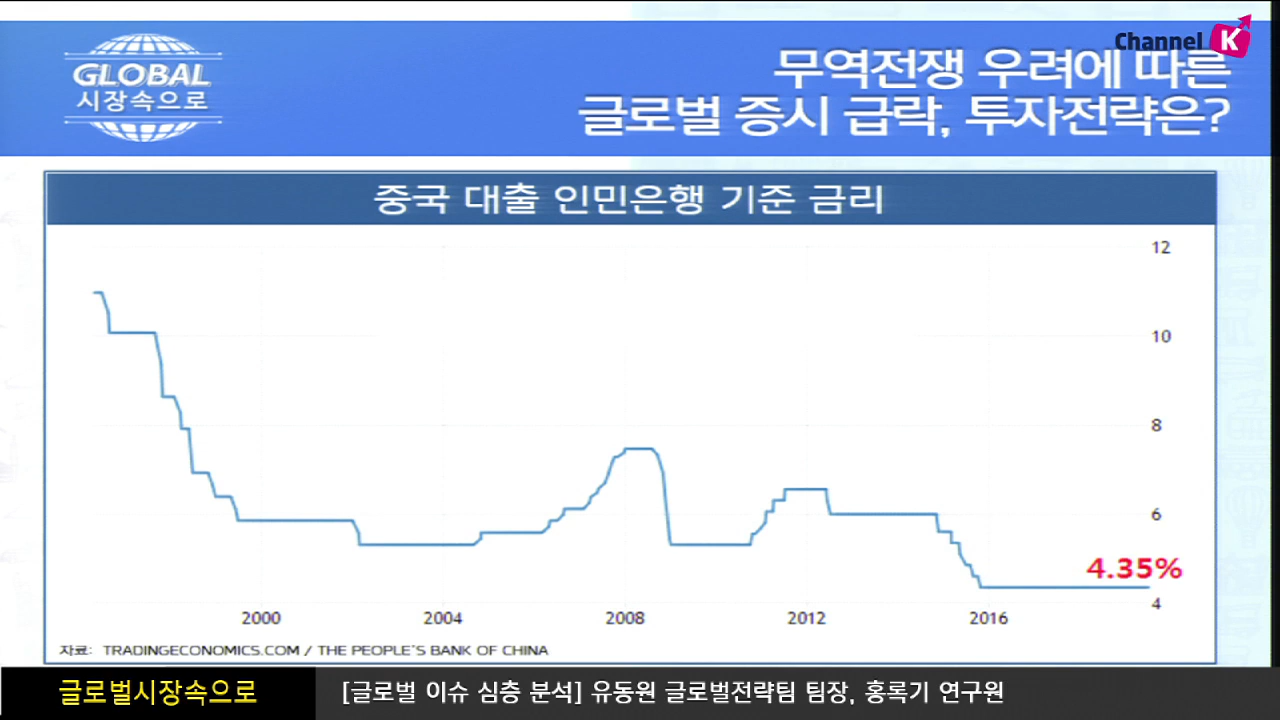 Channel K
GLOBAL
시장속으로
무역전쟁 우려에 따른
글로벌 증시 급락, 투자전략은?
중국 대출 인민은행 기준 금리
12
10
8
6
4.35%
4
2000 2004 2008 2012 2016
자료: TRADINGECONOMICS.COM / THE PEOPLE'S BANK OF CHINA
글로벌시장속으로
[글로벌 이슈 심층 분석] 유동원 글로벌전략팀 팀장, 홍록기 연구원